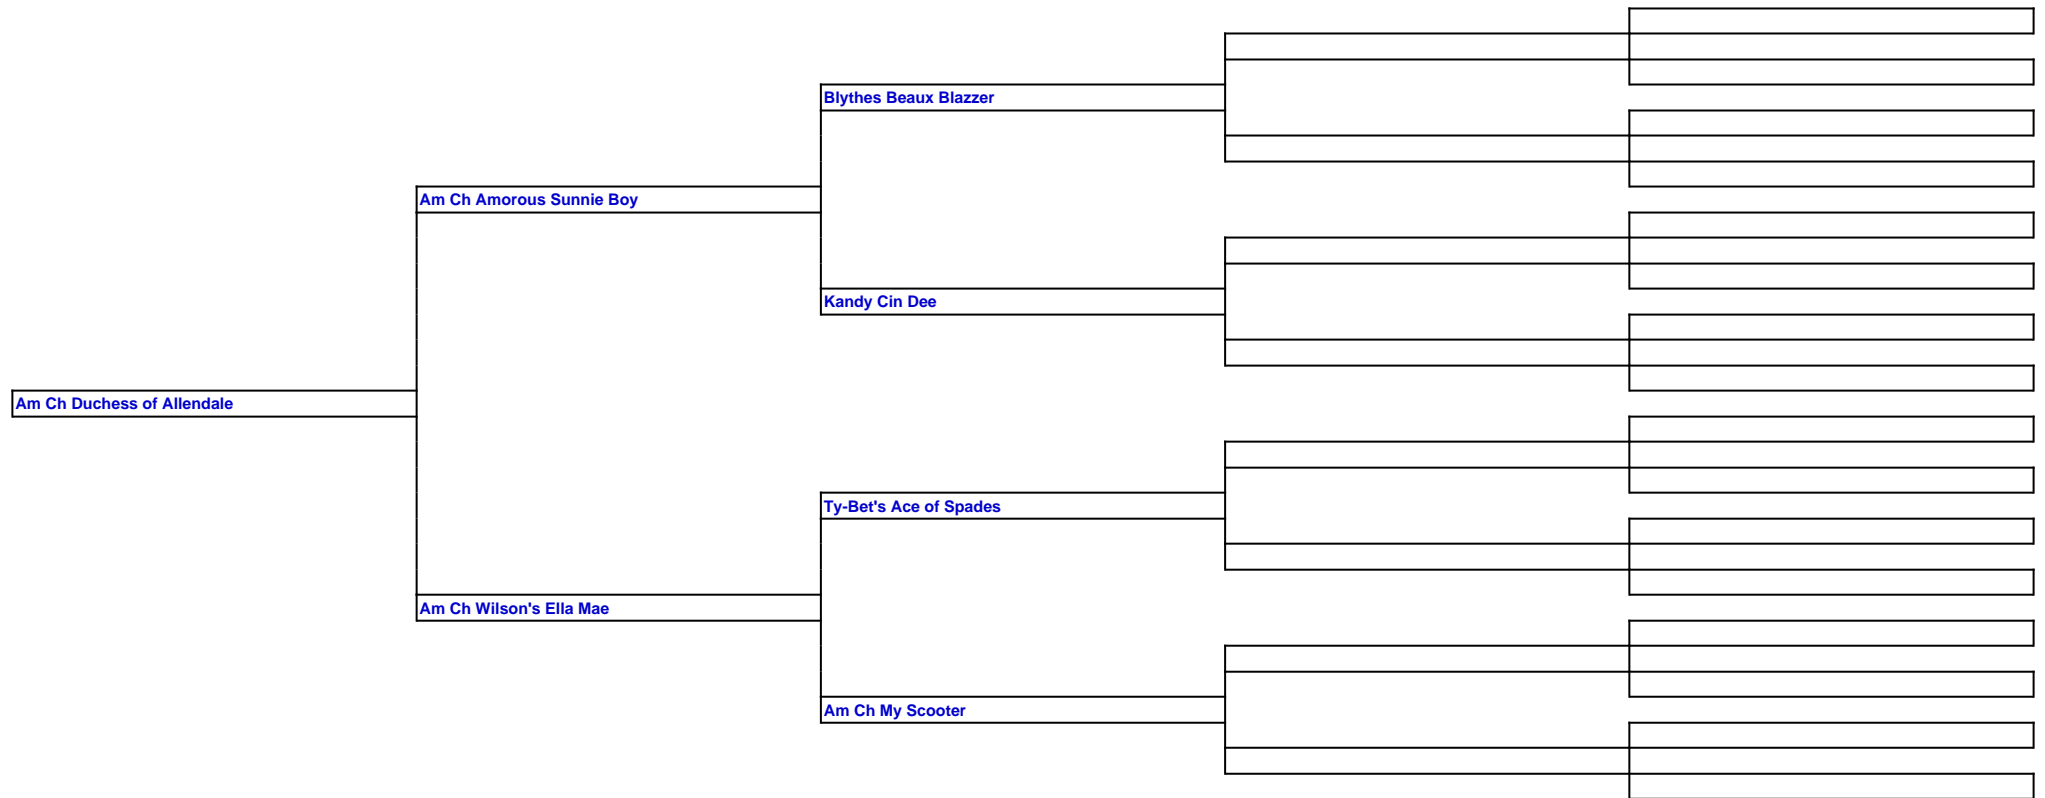 Blythes Beaux Blazzer
Am Ch Amorous Sunnie Boy
Kandy Cin Dee
Am Ch Duchess of Allendale
Ty-Bet's Ace of Spades
Am Ch Wilson's Ella Mae
Am Ch My Scooter